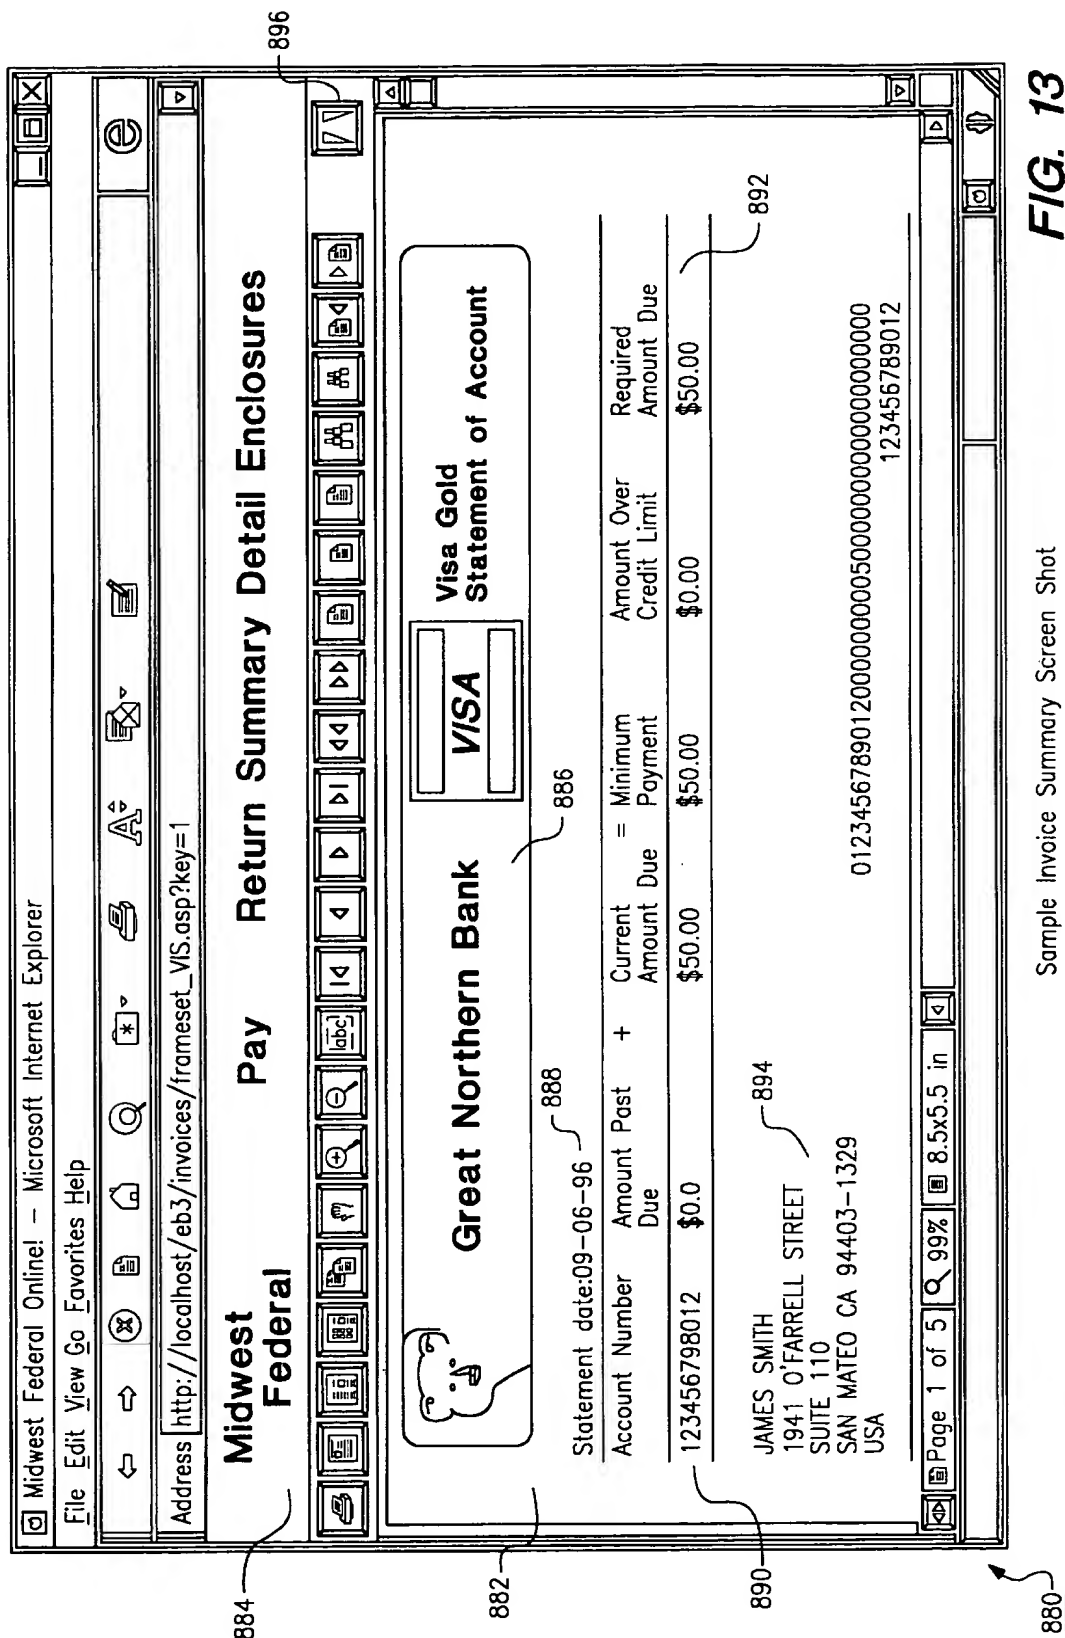 Midwest Federal Online! – Microsoft Internet Explorer
File Edit View Go Favorites Help
e
Address http://localhost/eb3/invoices/frameset_VIS.asp?key=1
884
Midwest
Federal
Pay
Return Summary Detail Enclosures
896
abc
882
Great Northern Bank
886
VISA
Visa Gold
Statement of Account
Statement date:09-06-96
888
Account Number
Amount Past
Due
+
Current
Amount Due
=
Minimum
Payment
Amount Over
Credit Limit
Required
Amount Due
890
123456798012
$0.0
$50.00
$50.00
$0.00
$50.00
892
JAMES SMITH
1941 O'FARRELL STREET
SUITE 110
SAN MATEO CA 94403-1329
USA
894
123456789012
Page 1 of 5
99%
8.5x5.5 in
880
Sample Invoice Summary Screen Shot
FIG. 13